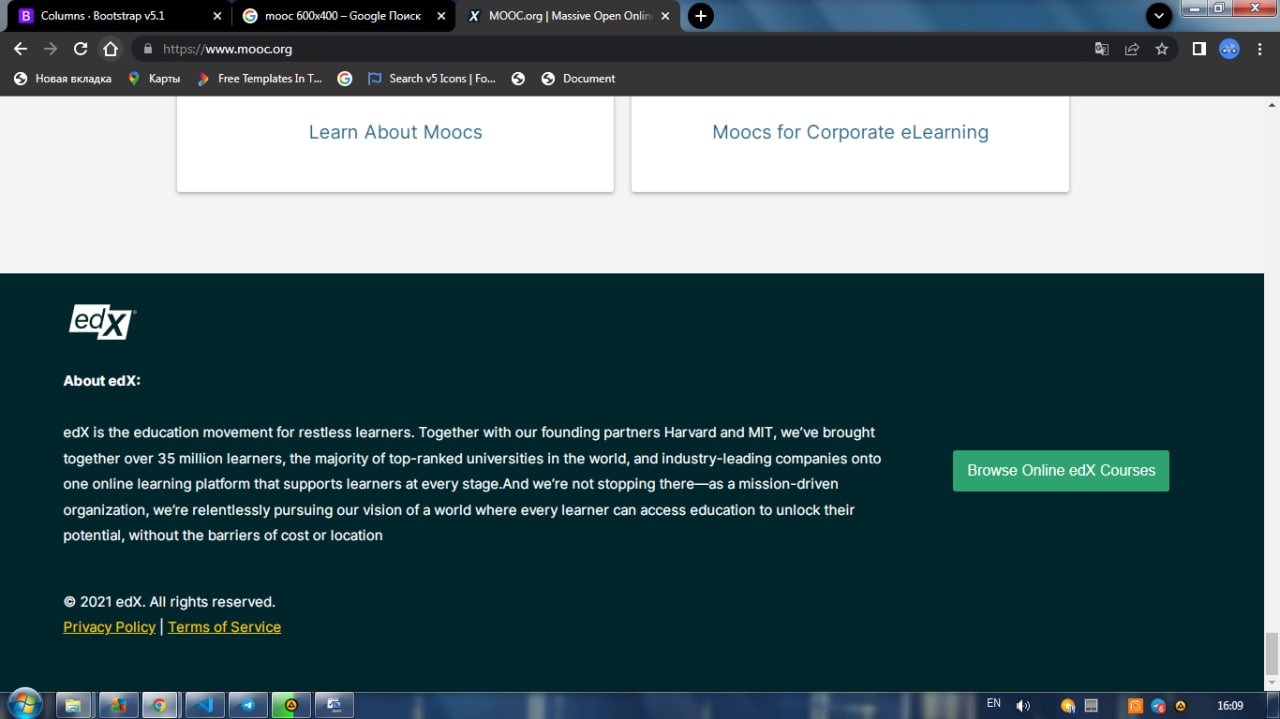 Columns · Bootstrap v5.1
mooc 600x400 – Google Поиск
MOOC.org | Massive Open Onlin
https://www.mooc.org
Новая вкладка
Карты
Free Templates In T...
Search v5 Icons | Fo...
Document
Learn About Moocs
Moocs for Corporate eLearning
edX
About edX:
edX is the education movement for restless learners. Together with our founding partners Harvard and MIT, we’ve brought
together over 35 million learners, the majority of top-ranked universities in the world, and industry-leading companies onto
one online learning platform that supports learners at every stage.And we’re not stopping there—as a mission-driven
organization, we’re relentlessly pursuing our vision of a world where every learner can access education to unlock their
potential, without the barriers of cost or location
Browse Online edX Courses
© 2021 edX. All rights reserved.
Privacy Policy | Terms of Service
EN
16:09